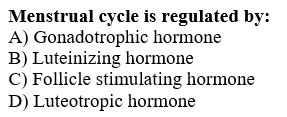 Menstrual cycle is regulated by:
A) Gonadotrophic hormone
B) Luteinizing hormone
C) Follicle stimulating hormone
D) Luteotropic hormone